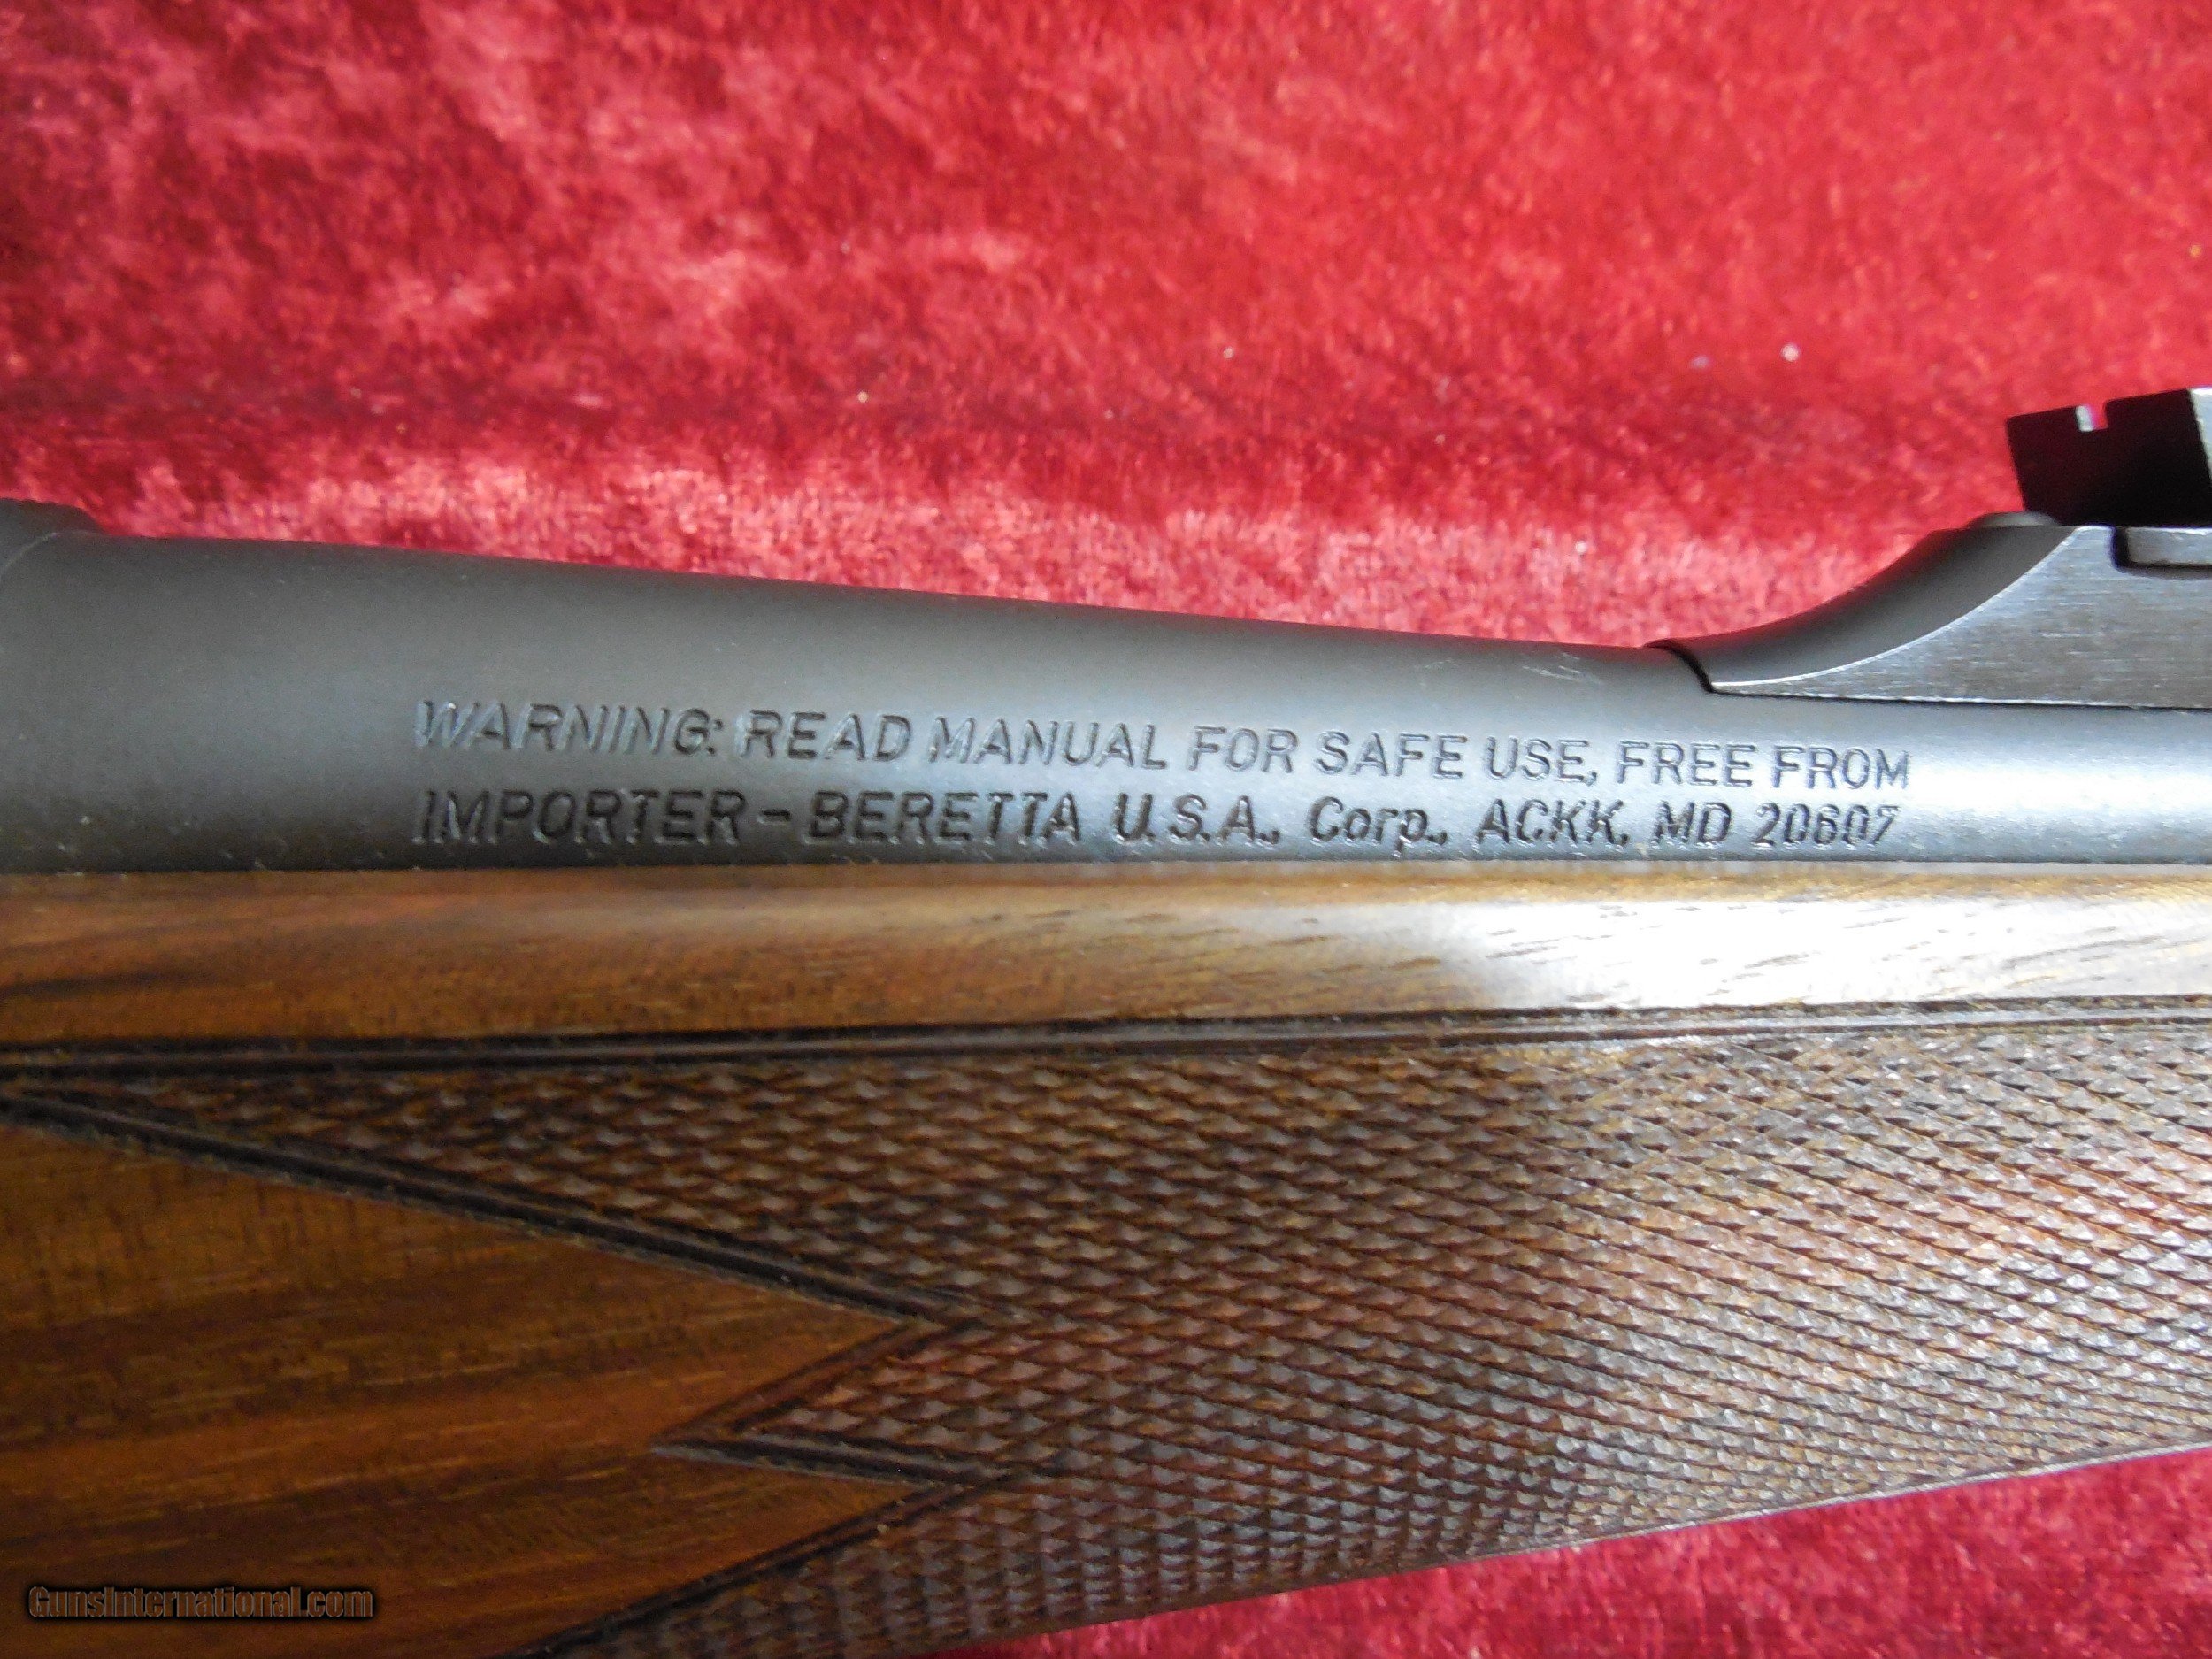 WARNING: READ MANUAL FOR SAFE USE, FREE FROM
IMPORTER-BERETTA U.S.A., Corp., ACKK, MD 20607
GunsInternational.com